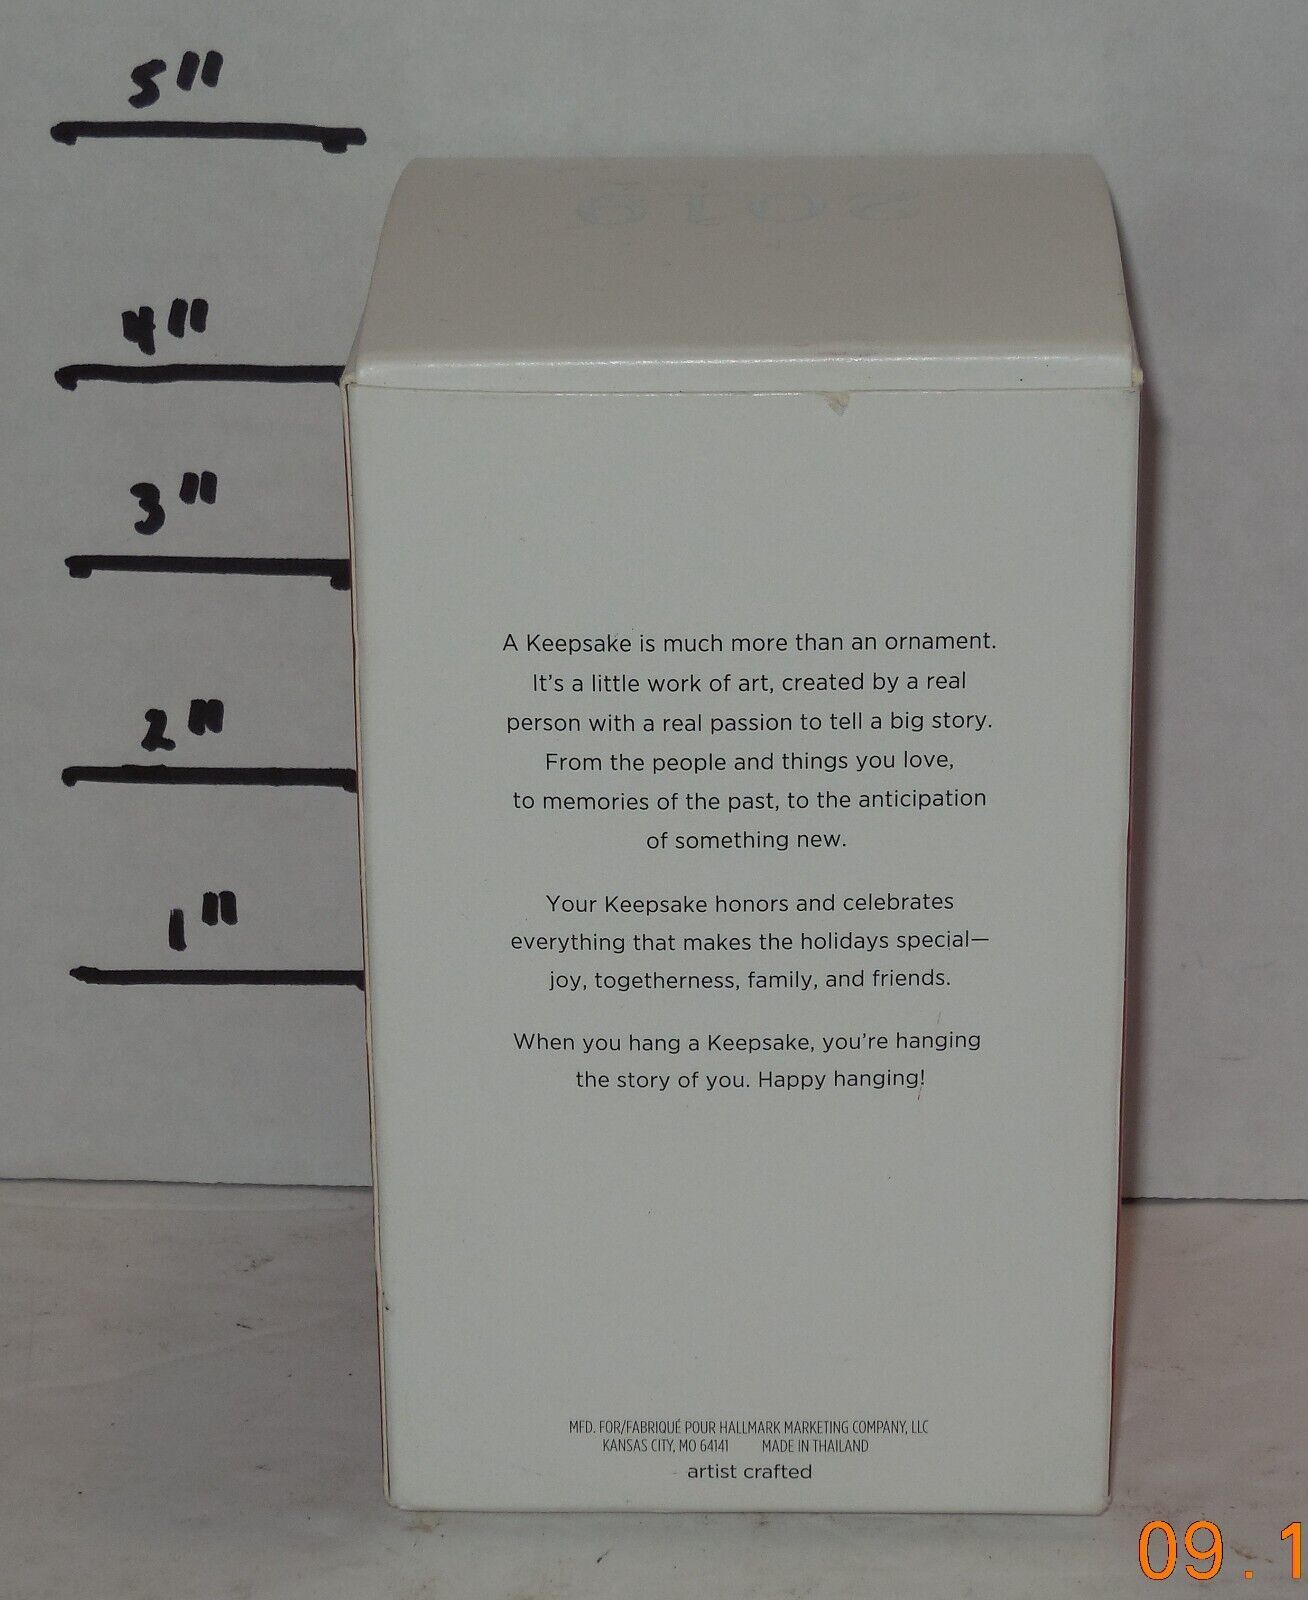 5"
2019
4"
3"
2"
1"
A Keepsake is much more than an ornament.
It's a little work of art, created by a real
person with a real passion to tell a big story.
From the people and things you love,
to memories of the past, to the anticipation
of something new.
Your Keepsake honors and celebrates
everything that makes the holidays special—
joy, togetherness, family, and friends.
When you hang a Keepsake, you're hanging
the story of you. Happy hanging!
MFD. FOR/FABRIQUÉ POUR HALLMARK MARKETING COMPANY, LLC
KANSAS CITY, MO 64141 MADE IN THAILAND
artist crafted
09.1